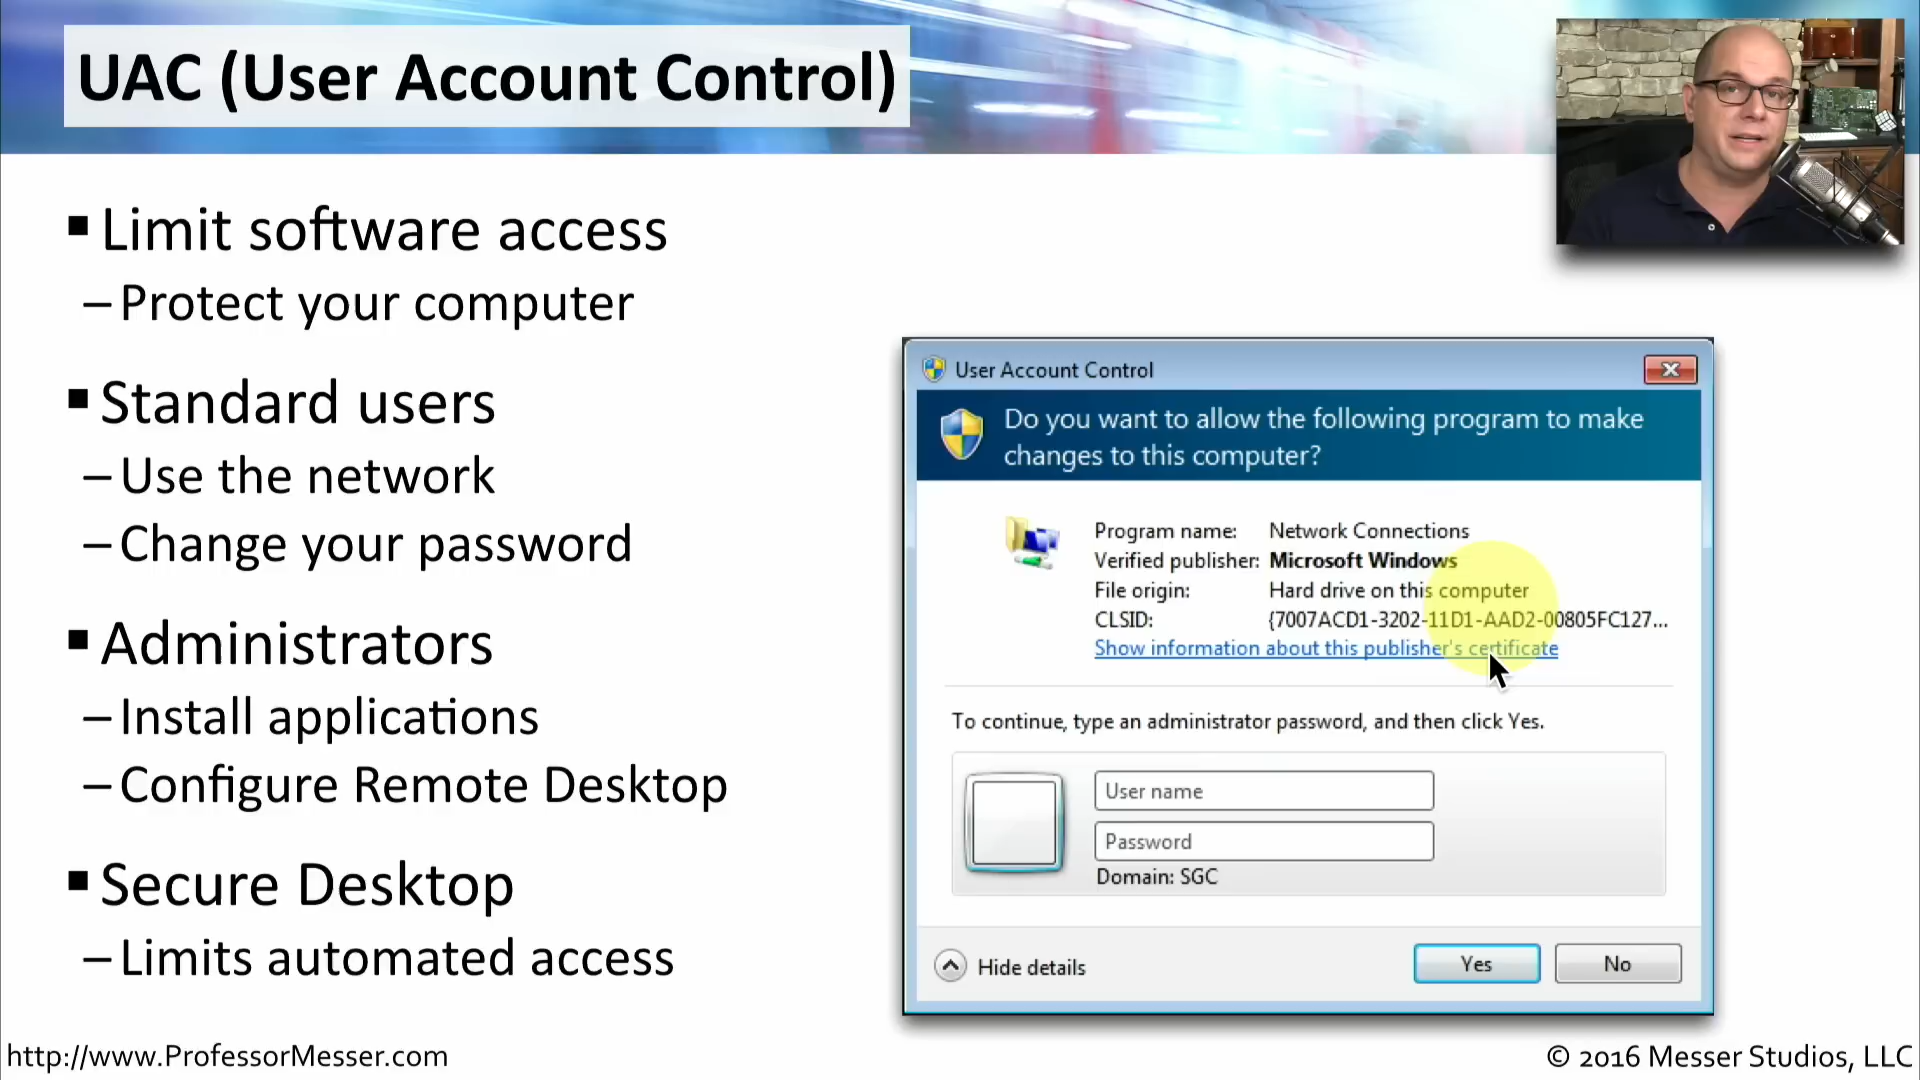 UAC (User Account Control)
▪ Limit software access
– Protect your computer
▪ Standard users
– Use the network
– Change your password
▪ Administrators
– Install applications
– Configure Remote Desktop
▪ Secure Desktop
– Limits automated access
User Account Control
Do you want to allow the following program to make
changes to this computer?
Program name: Network Connections
Verified publisher: Microsoft Windows
File origin: Hard drive on this computer
CLSID: {7007ACD1-3202-11D1-AAD2-00805FC127...
Show information about this publisher's certificate
To continue, type an administrator password, and then click Yes.
User name
Password
Domain: SGC
Hide details
Yes
No
http://www.ProfessorMesser.com
© 2016 Messer Studios, LLC